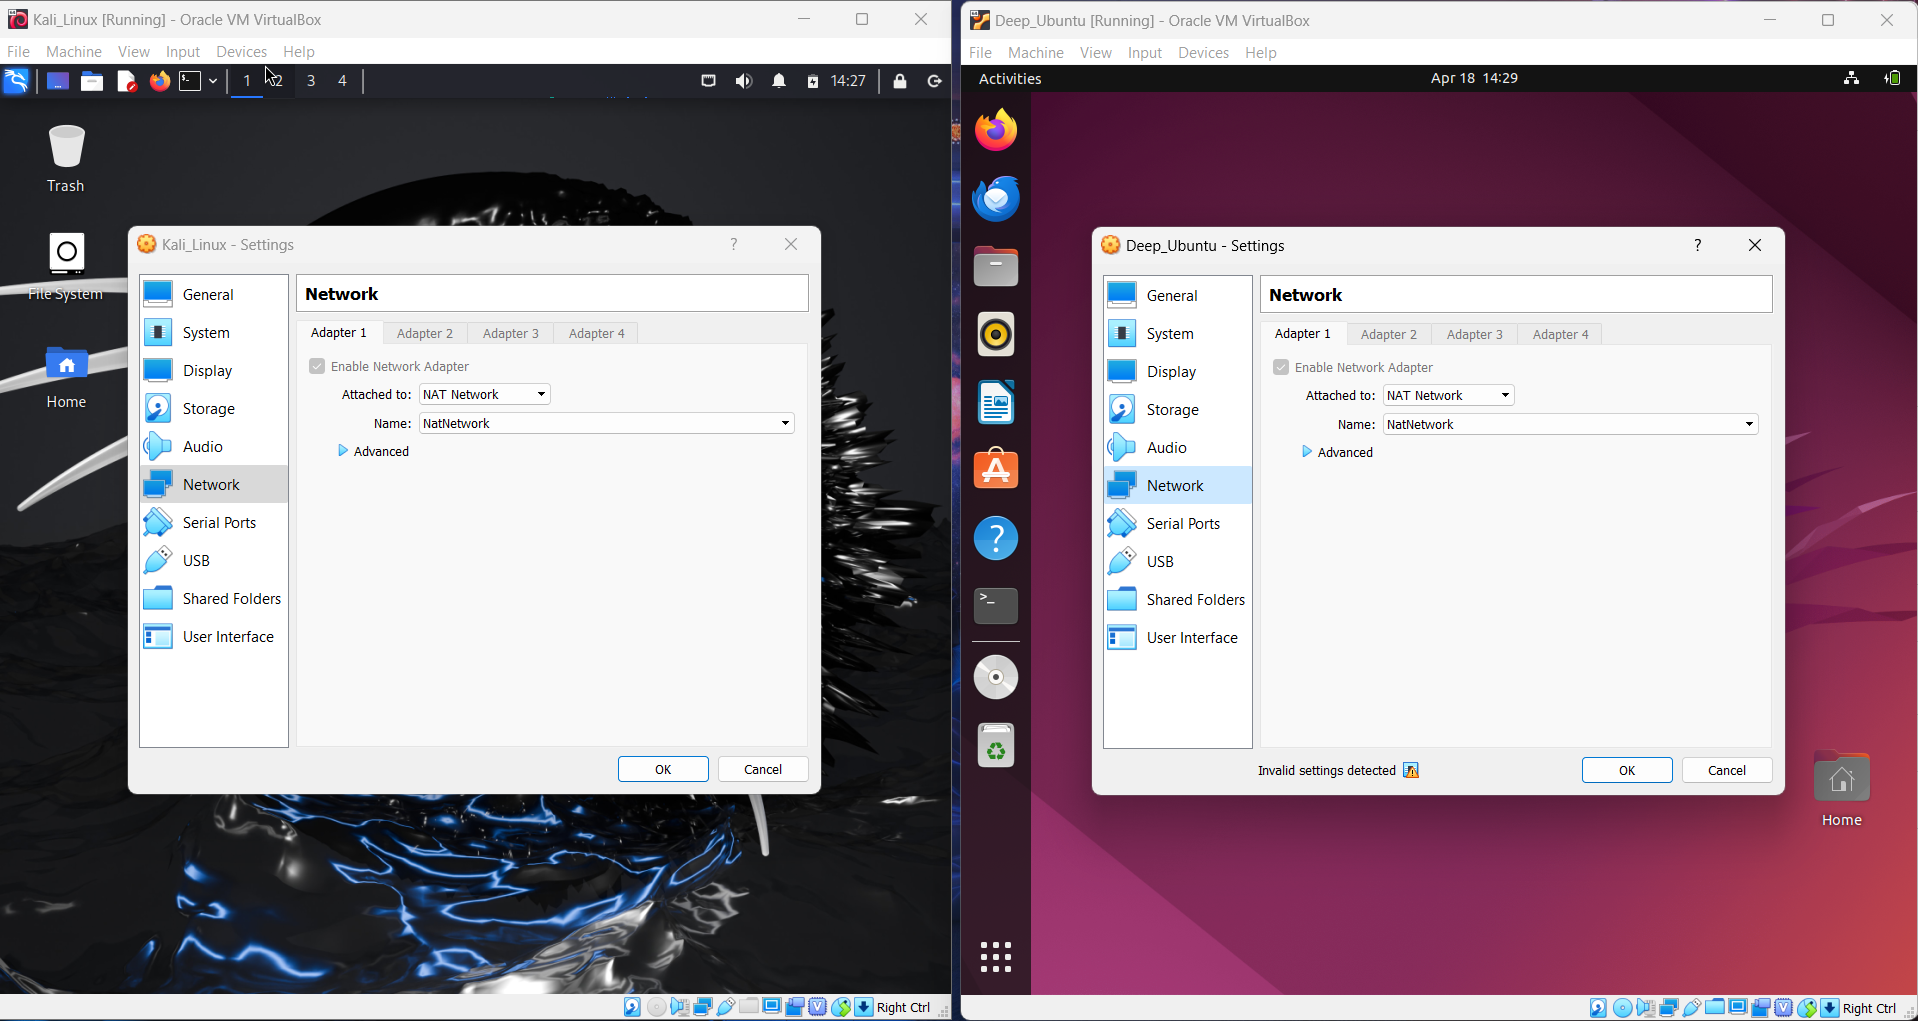 Kali_Linux [Running] - Oracle VM VirtualBox
File Machine View Input Devices Help
1 2 3 4 14:27
Trash
File System
Home
Kali_Linux - Settings ?
General
System
Display
Storage
Audio
Network
Serial Ports
USB
Shared Folders
User Interface
Network
Adapter 1 Adapter 2 Adapter 3 Adapter 4
Enable Network Adapter
Attached to: NAT Network
Name: NatNetwork
Advanced
OK Cancel
Right Ctrl
Deep_Ubuntu [Running] - Oracle VM VirtualBox
File Machine View Input Devices Help
Activities Apr 18 14:29
Deep_Ubuntu - Settings ?
General
System
Display
Storage
Audio
Network
Serial Ports
USB
Shared Folders
User Interface
Network
Adapter 1 Adapter 2 Adapter 3 Adapter 4
Enable Network Adapter
Attached to: NAT Network
Name: NatNetwork
Advanced
Invalid settings detected OK Cancel
Home
Right Ctrl